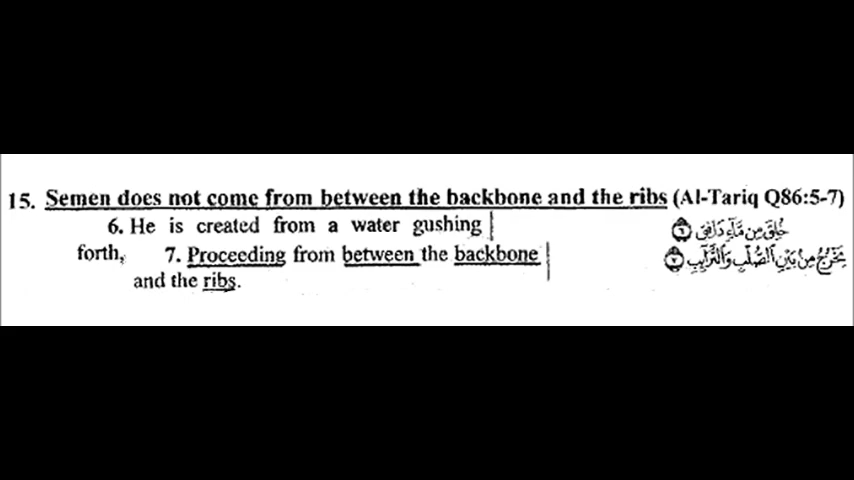 15. Semen does not come from between the backbone and the ribs (Al-Tariq Q86:5-7)
6. He is created from a water gushing خُلِقَ مِن مَّآءٍ دَافِقٍ ٦
forth, 7. Proceeding from between the backbone يَخْرُجُ مِنۢ بَيْنِ ٱلصُّلْبِ وَٱلتَّرَآئِبِ ٧
and the ribs.